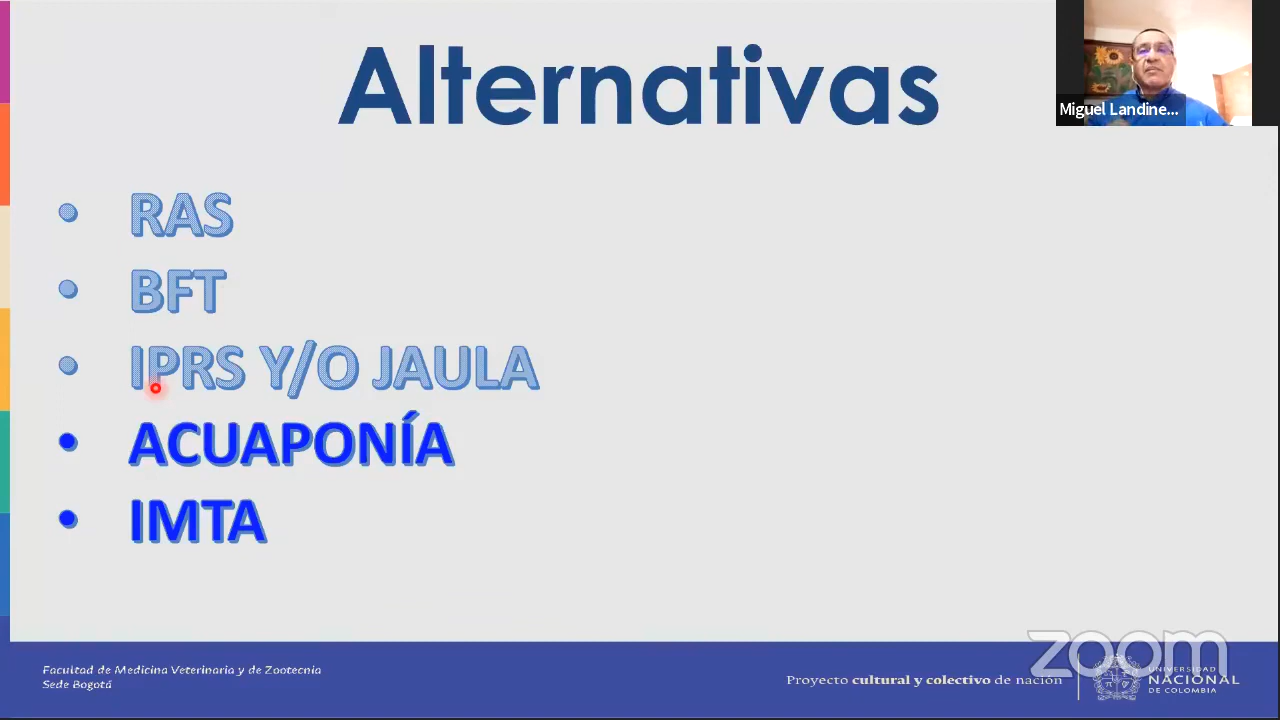 Alternativas
Miguel Landine...
• RAS
• BFT
• IPRS Y/O JAULA
• ACUAPONÍA
• IMTA
zoom
Facultad de Medicina Veterinaria y de Zootecnia
Sede Bogotá
Proyecto cultural y colectivo de nación
UNIVERSIDAD
NACIONAL
DE COLOMBIA